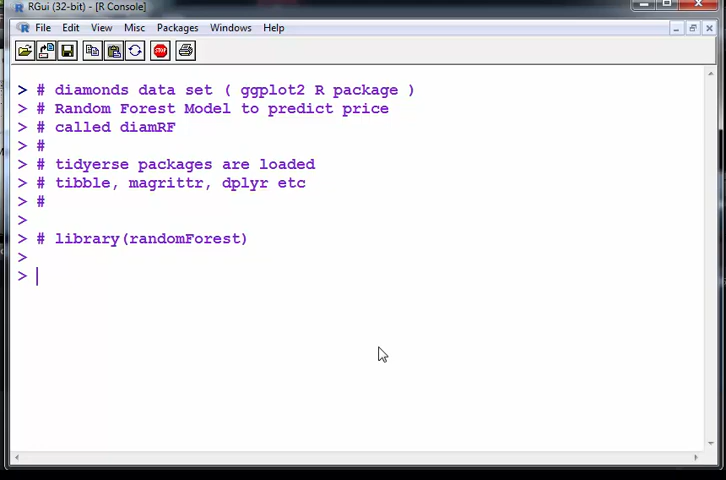 RGui (32-bit) - [R Console]
File Edit View Misc Packages Windows Help
STOP
> # diamonds data set ( ggplot2 R package )
> # Random Forest Model to predict price
> # called diamRF
> #
> # tidyerse packages are loaded
> # tibble, magrittr, dplyr etc
> #
>
> # library(randomForest)
>
>